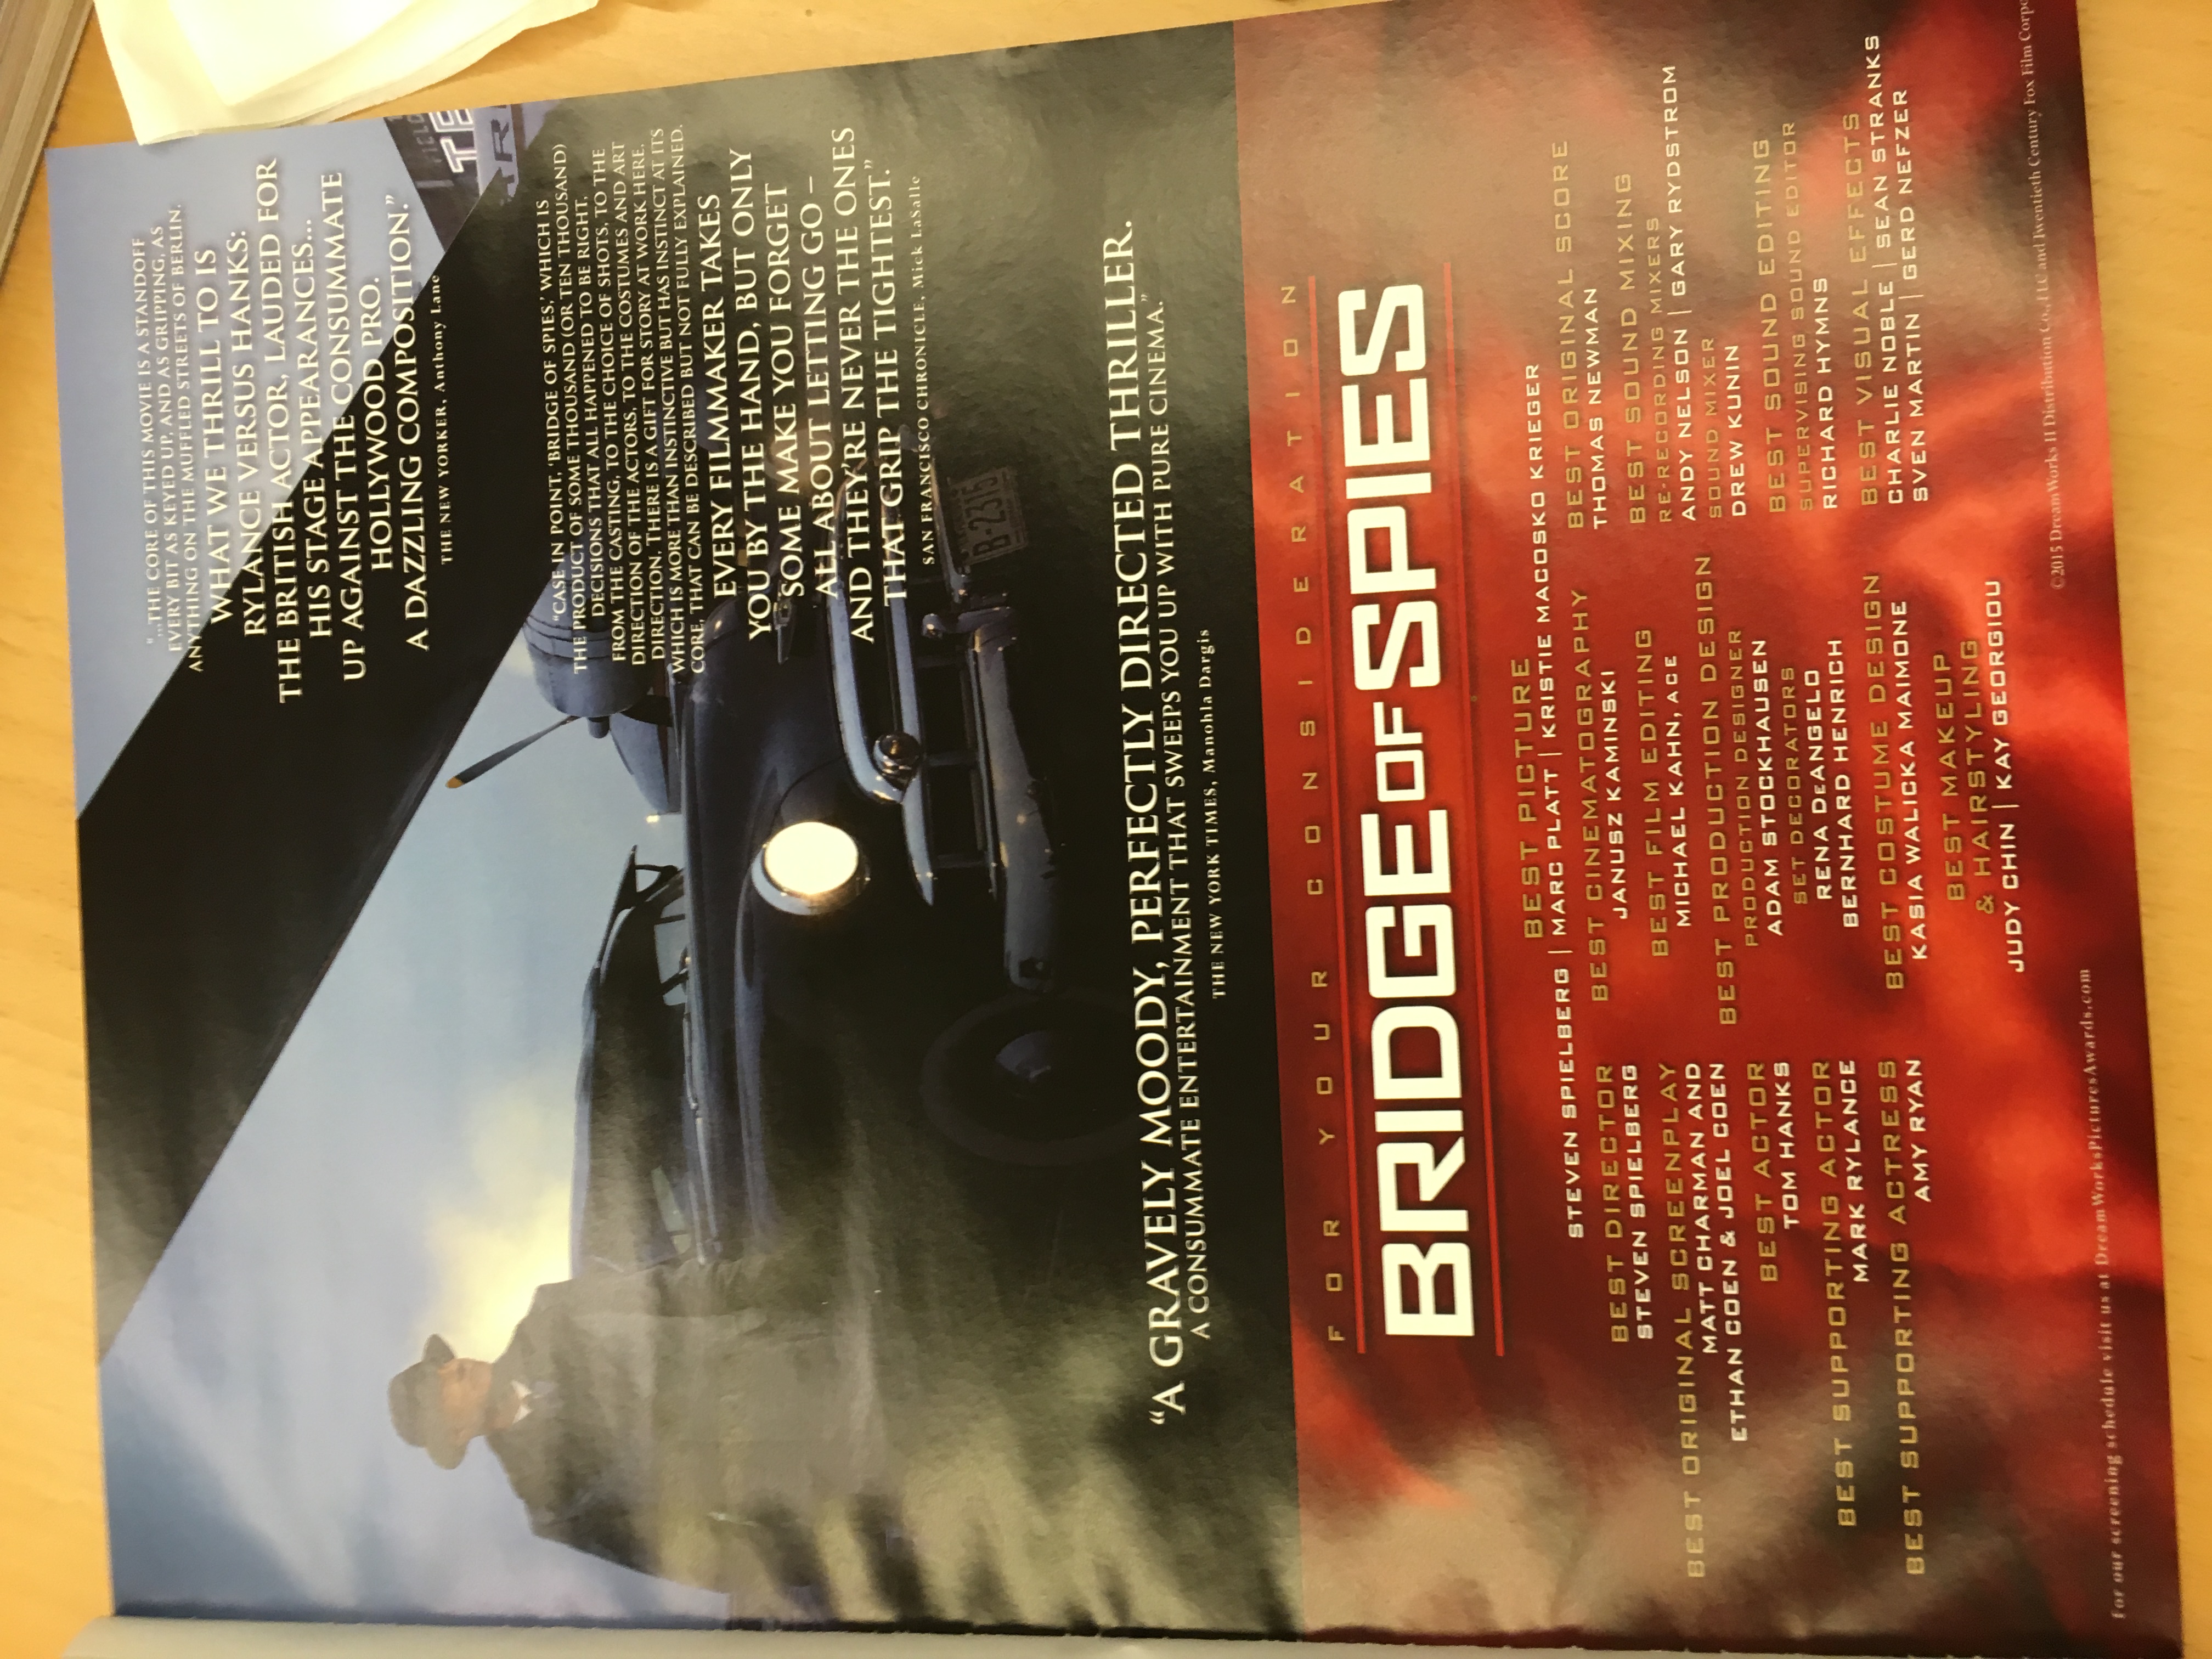 "...THE CORE OF THIS MOVIE IS A STANDOFF
EVERY BIT AS KEYED UP, AND AS GRIPPING, AS
ANYTHING ON THE MUFFLED STREETS OF BERLIN.
WHAT WE THRILL TO IS
RYLANCE VERSUS HANKS:
THE BRITISH ACTOR, LAUDED FOR
HIS STAGE APPEARANCES...
UP AGAINST THE CONSUMMATE
HOLLYWOOD PRO.
A DAZZLING COMPOSITION."
THE NEW YORKER, Anthony Lane
FIELD
TE
TR
"CASE IN POINT, 'BRIDGE OF SPIES,' WHICH IS
THE PRODUCT OF SOME THOUSAND (OR TEN THOUSAND)
DECISIONS THAT ALL HAPPENED TO BE RIGHT,
FROM THE CASTING, TO THE CHOICE OF SHOTS, TO THE
DIRECTION OF THE ACTORS, TO THE COSTUMES AND ART
DIRECTION. THERE IS A GIFT FOR STORY AT WORK HERE,
WHICH IS MORE THAN INSTINCTIVE BUT HAS INSTINCT AT ITS
CORE, THAT CAN BE DESCRIBED BUT NOT FULLY EXPLAINED.
EVERY FILMMAKER TAKES
YOU BY THE HAND, BUT ONLY
SOME MAKE YOU FORGET
ALL ABOUT LETTING GO –
AND THEY'RE NEVER THE ONES
THAT GRIP THE TIGHTEST."
SAN FRANCISCO CHRONICLE, Mick LaSalle
B-2315
"A GRAVELY MOODY, PERFECTLY DIRECTED THRILLER.
A CONSUMMATE ENTERTAINMENT THAT SWEEPS YOU UP WITH PURE CINEMA."
THE NEW YORK TIMES, Manohla Dargis
FOR YOUR CONSIDERATION
BRIDGE OF SPIES
BEST PICTURE
STEVEN SPIELBERG | MARC PLATT | KRISTIE MACOSKO KRIEGER
BEST DIRECTOR
STEVEN SPIELBERG
BEST ORIGINAL SCREENPLAY
MATT CHARMAN AND
ETHAN COEN & JOEL COEN
BEST ACTOR
TOM HANKS
BEST SUPPORTING ACTOR
MARK RYLANCE
BEST SUPPORTING ACTRESS
AMY RYAN
BEST CINEMATOGRAPHY
JANUSZ KAMINSKI
BEST FILM EDITING
MICHAEL KAHN, ACE
BEST PRODUCTION DESIGN
PRODUCTION DESIGNER
ADAM STOCKHAUSEN
SET DECORATORS
RENA DeANGELO
BERNHARD HENRICH
BEST COSTUME DESIGN
KASIA WALICKA MAIMONE
BEST MAKEUP
& HAIRSTYLING
JUDY CHIN | KAY GEORGIOU
BEST ORIGINAL SCORE
THOMAS NEWMAN
BEST SOUND MIXING
RE-RECORDING MIXERS
ANDY NELSON | GARY RYDSTROM
SOUND MIXER
DREW KUNIN
BEST SOUND EDITING
SUPERVISING SOUND EDITOR
RICHARD HYMNS
BEST VISUAL EFFECTS
CHARLIE NOBLE | SEAN STRANKS
SVEN MARTIN | GERD NEFZER
©2015 DreamWorks II Distribution Co., LLC and Twentieth Century Fox Film Corpo
For our screening schedule visit us at DreamWorksPicturesAwards.com